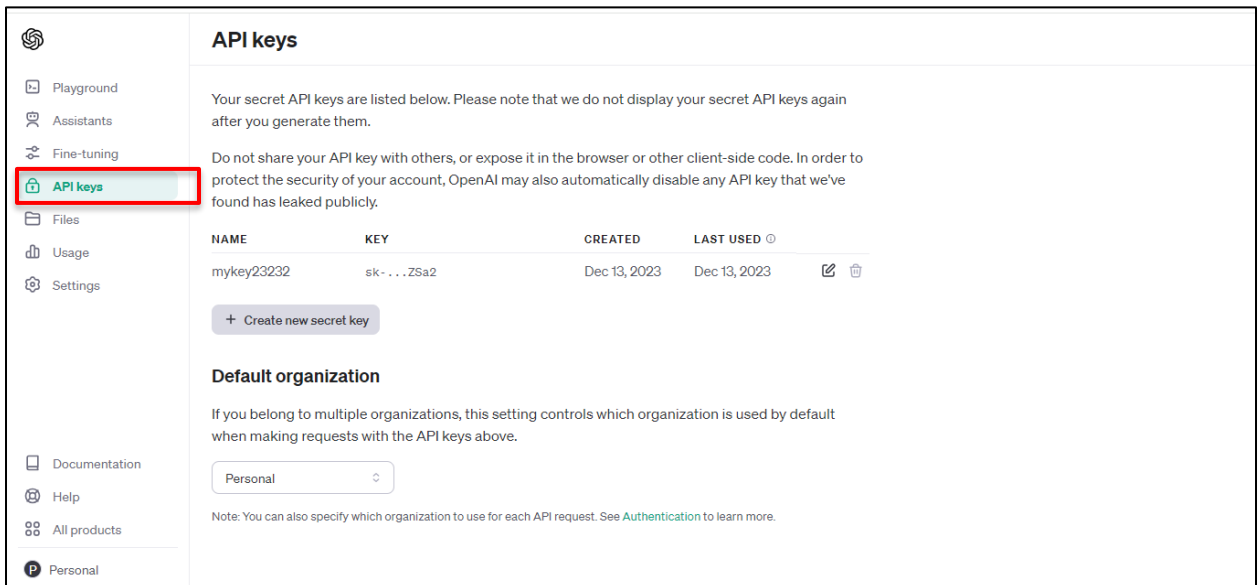 API keys
Playground
Assistants
Fine-tuning
API keys
Files
Usage
Settings
Documentation
Help
All products
P Personal
Your secret API keys are listed below. Please note that we do not display your secret API keys again
after you generate them.
Do not share your API key with others, or expose it in the browser or other client-side code. In order to
protect the security of your account, OpenAI may also automatically disable any API key that we've
found has leaked publicly.
NAME KEY CREATED LAST USED
mykey23232 sk-...ZSa2 Dec 13, 2023 Dec 13, 2023
+ Create new secret key
Default organization
If you belong to multiple organizations, this setting controls which organization is used by default
when making requests with the API keys above.
Personal
Note: You can also specify which organization to use for each API request. See Authentication to learn more.